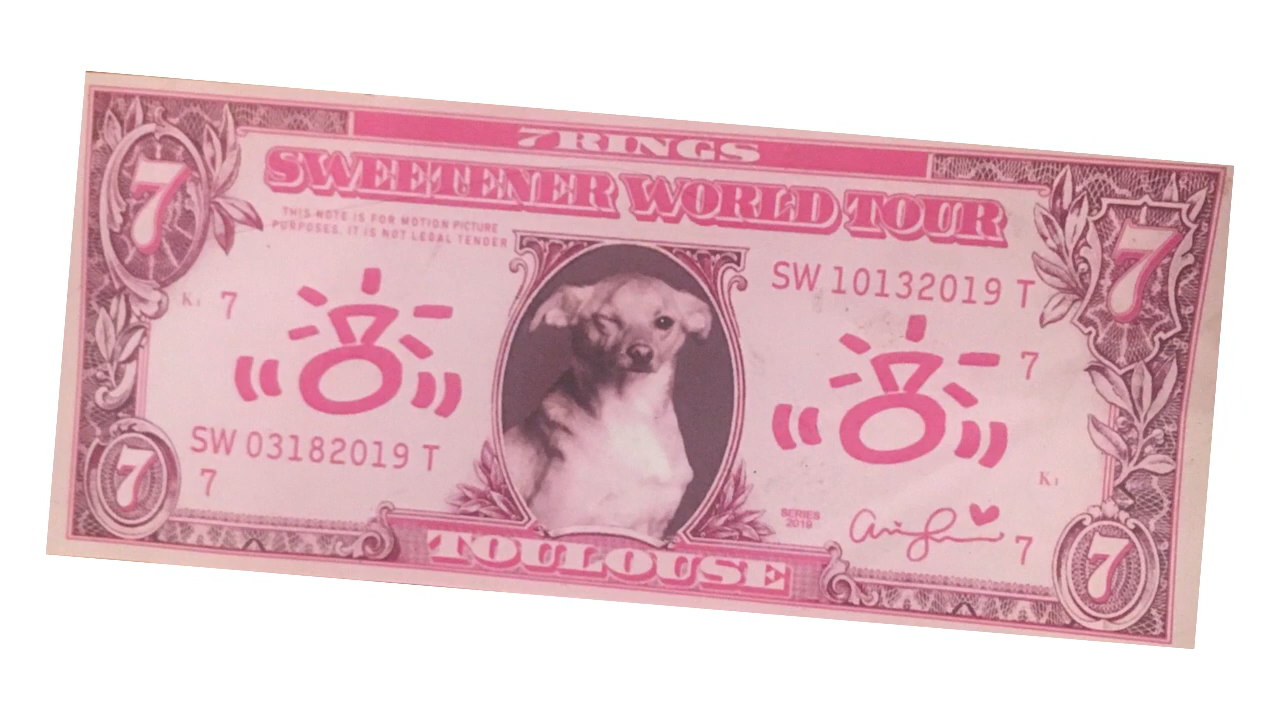 7 RINGS
SWEETENER WORLD TOUR
THIS NOTE IS FOR MOTION PICTURE
PURPOSES. IT IS NOT LEGAL TENDER
7
7
SW 10132019 T
K1 7
7
SW 03182019 T
7
K1
7
SERIES
2019
7
7
TOULOUSE